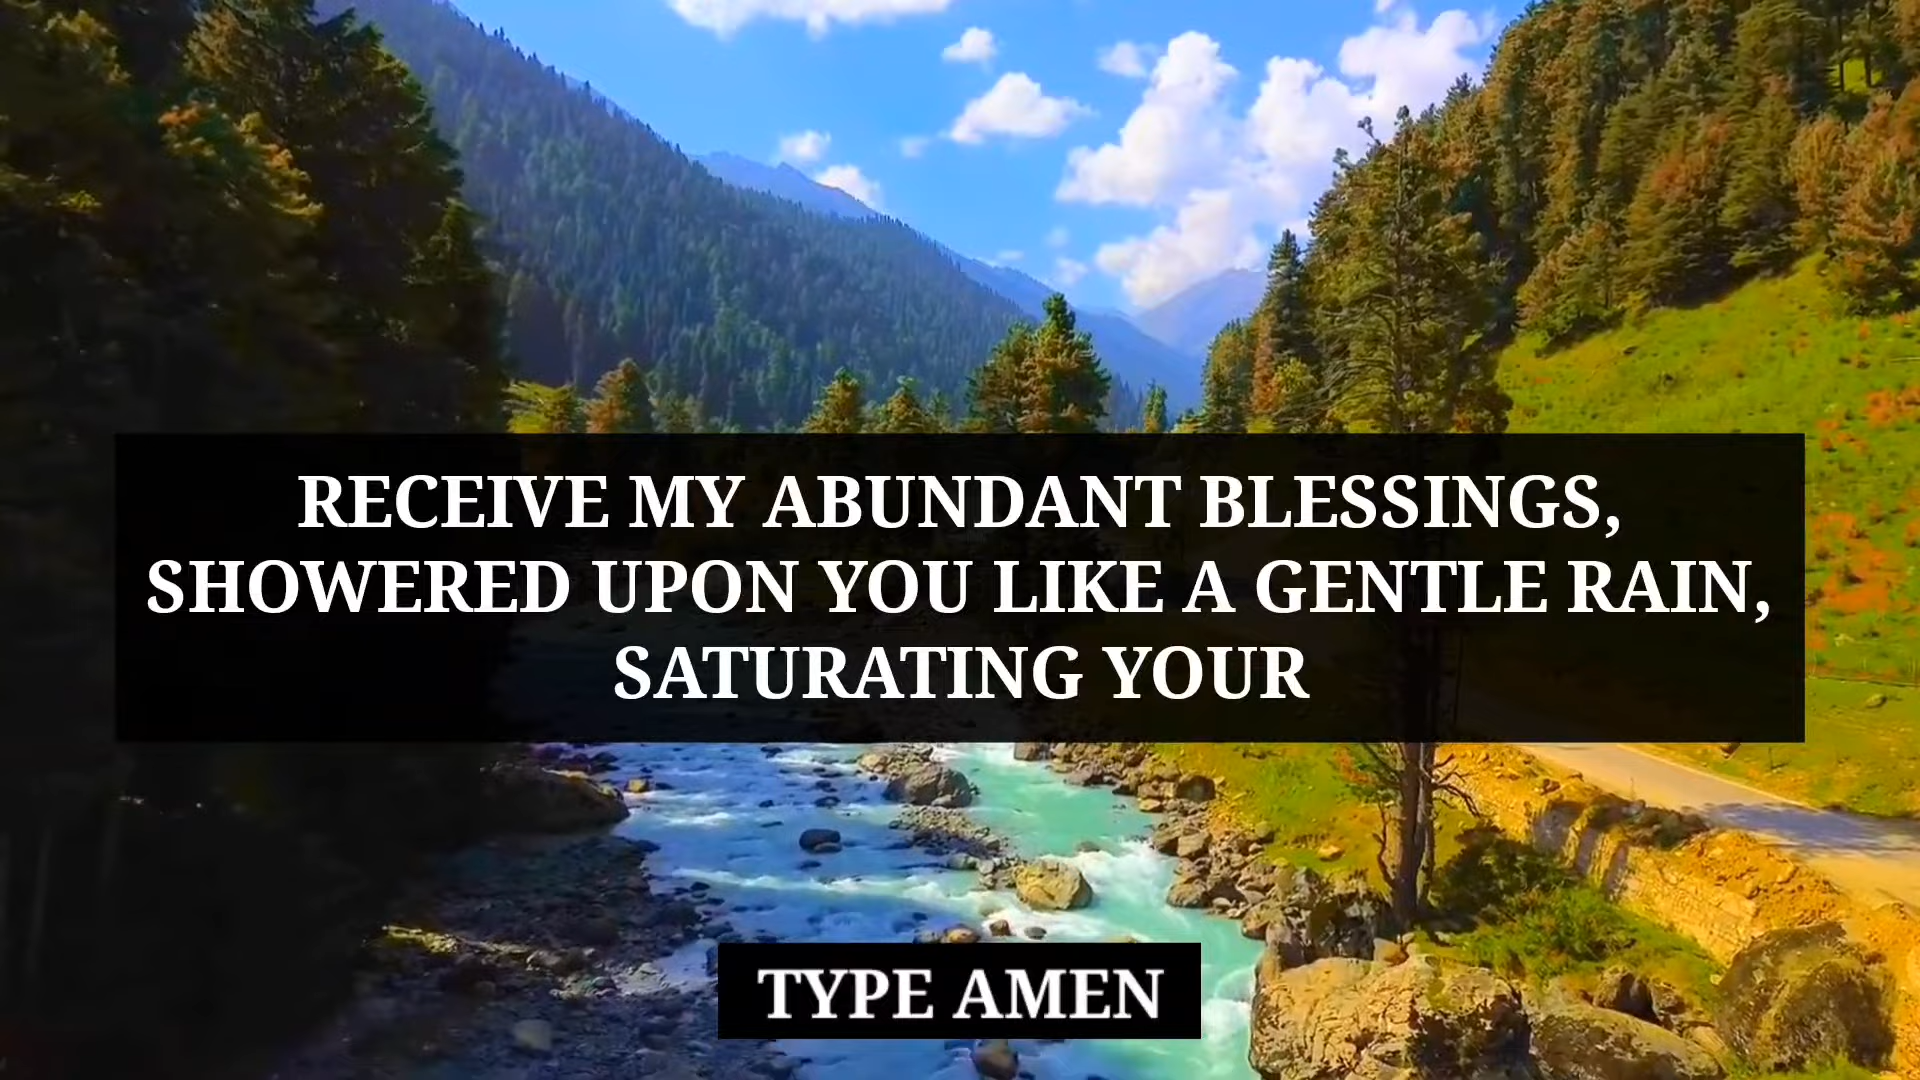 RECEIVE MY ABUNDANT BLESSINGS,
SHOWERED UPON YOU LIKE A GENTLE RAIN,
SATURATING YOUR
TYPE AMEN